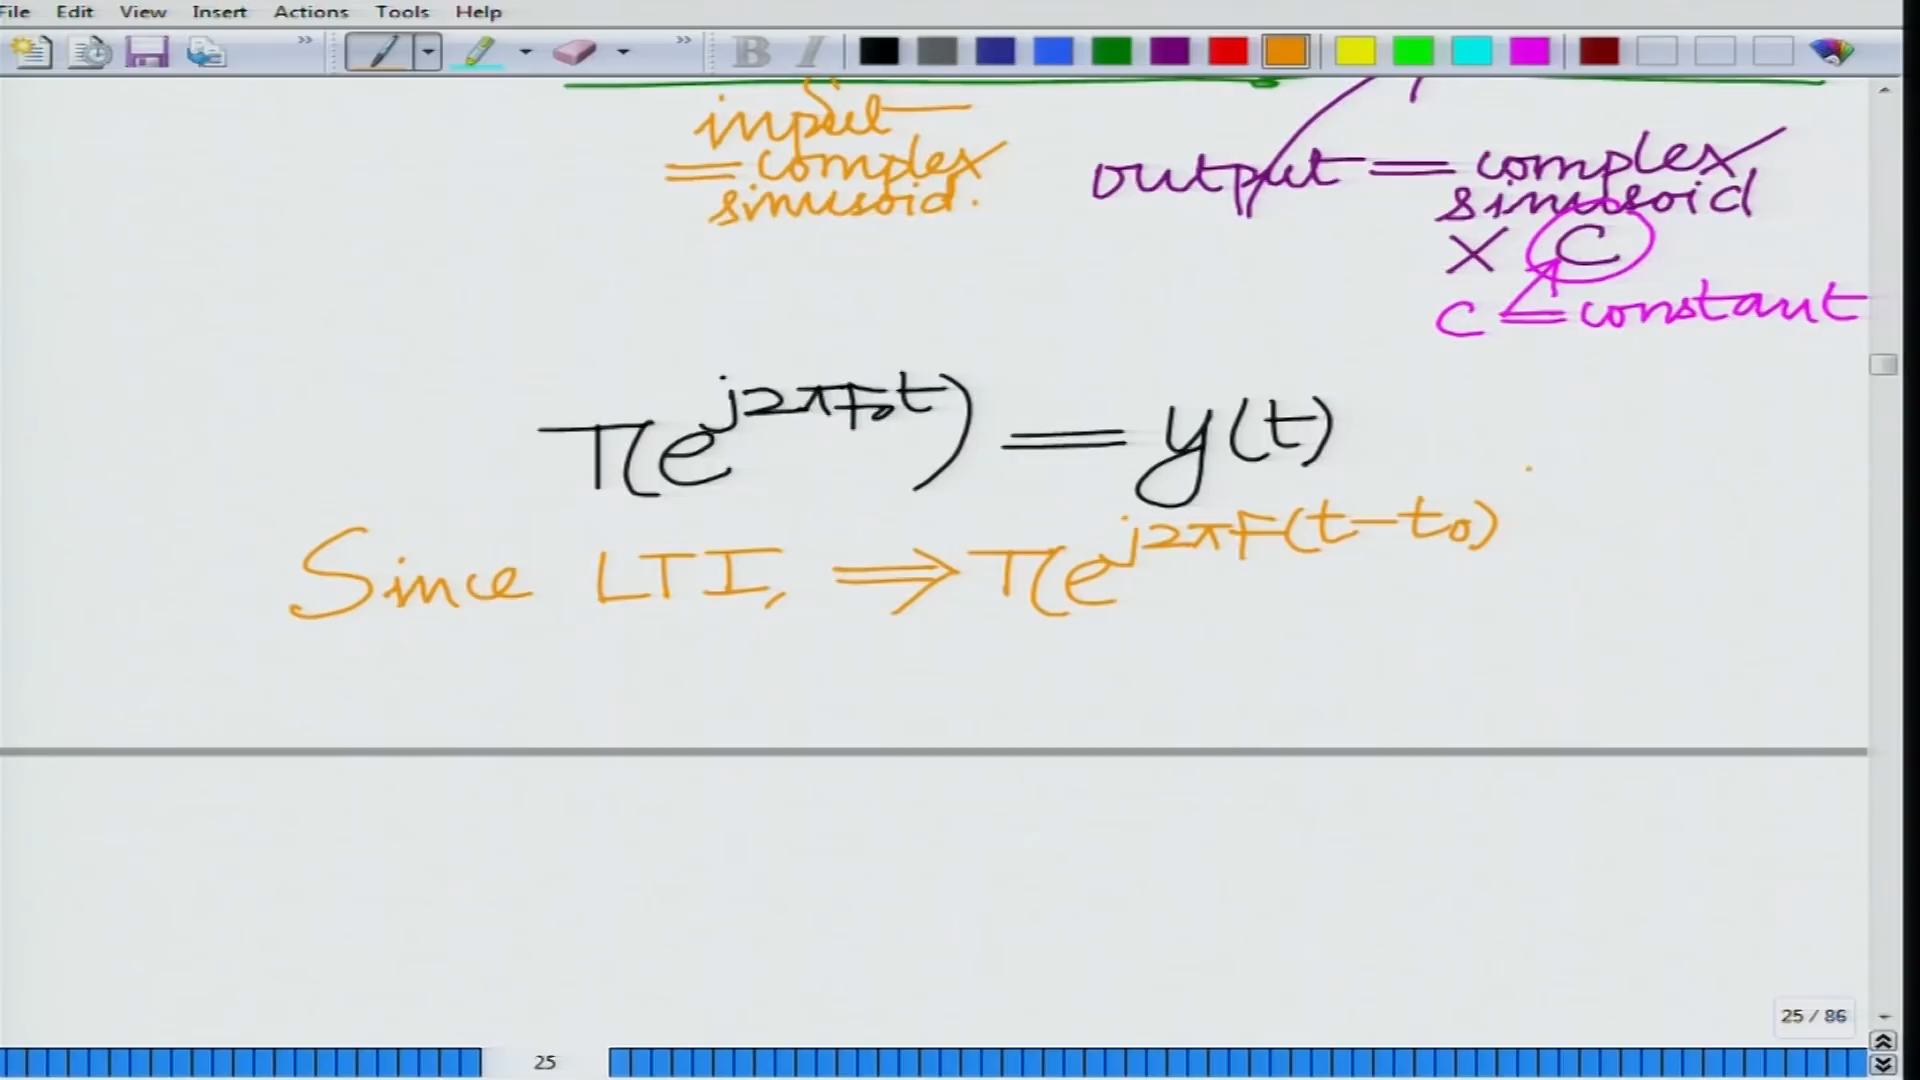 File Edit View Insert Actions Tools Help
B I
input
= complex
sinusoid.
output = complex
sinusoid
× C
C = constant
T(e^{j2πF₀t}) = y(t)
Since LTI, ⟹ T(e^{j2πF(t-t₀)}
25 / 86
25